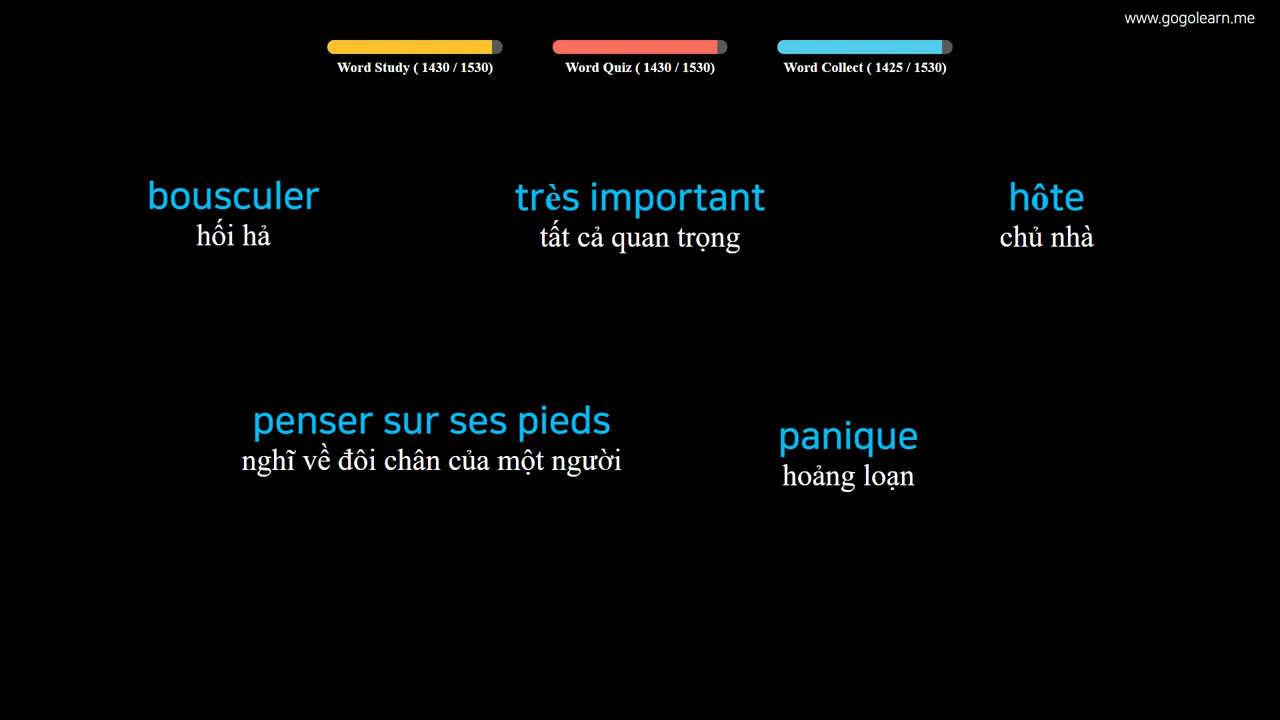 www.gogolearn.me
Word Study ( 1430 / 1530)
Word Quiz ( 1430 / 1530)
Word Collect ( 1425 / 1530)
bousculer
hối hả
très important
tất cả quan trọng
hôte
chủ nhà
penser sur ses pieds
nghĩ về đôi chân của một người
panique
hoảng loạn